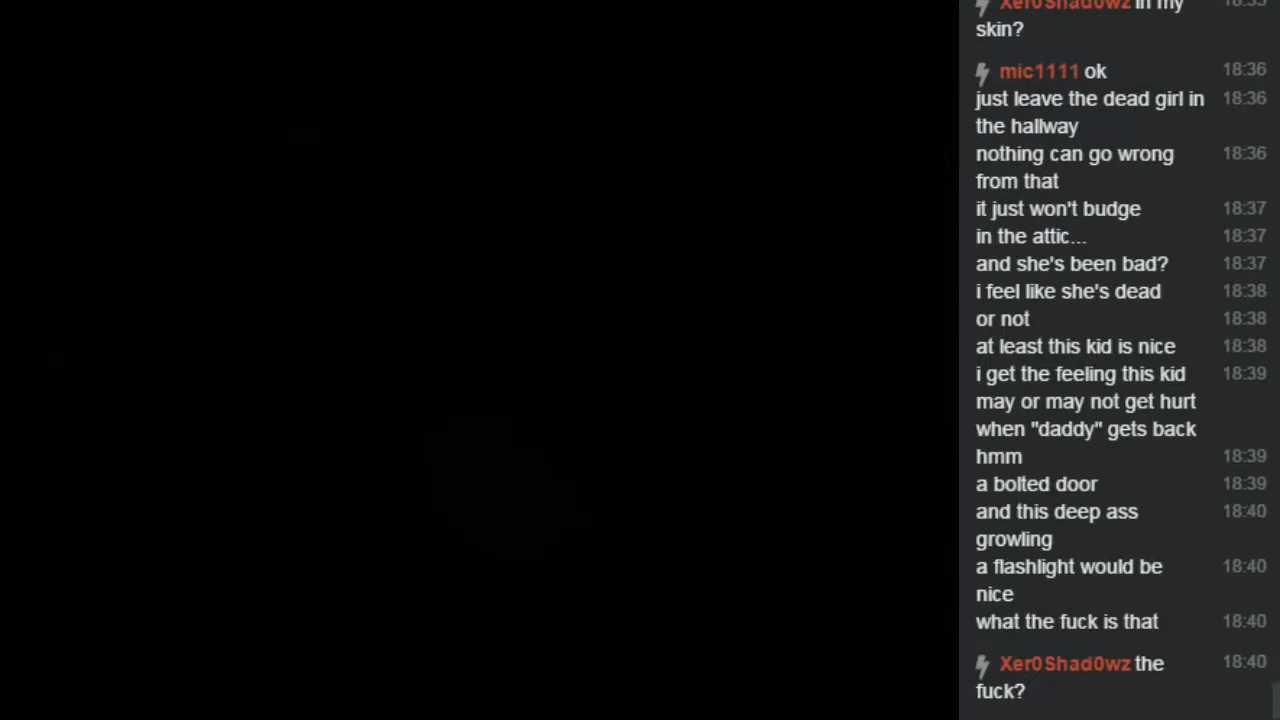 Xer0Shad0wz in my 18:35
skin?
mic1111 ok 18:36
just leave the dead girl in 18:36
the hallway
nothing can go wrong 18:36
from that
it just won't budge 18:37
in the attic... 18:37
and she's been bad? 18:37
i feel like she's dead 18:38
or not 18:38
at least this kid is nice 18:38
i get the feeling this kid 18:39
may or may not get hurt
when "daddy" gets back
hmm 18:39
a bolted door 18:39
and this deep ass 18:40
growling
a flashlight would be 18:40
nice
what the fuck is that 18:40
Xer0Shad0wz the 18:40
fuck?